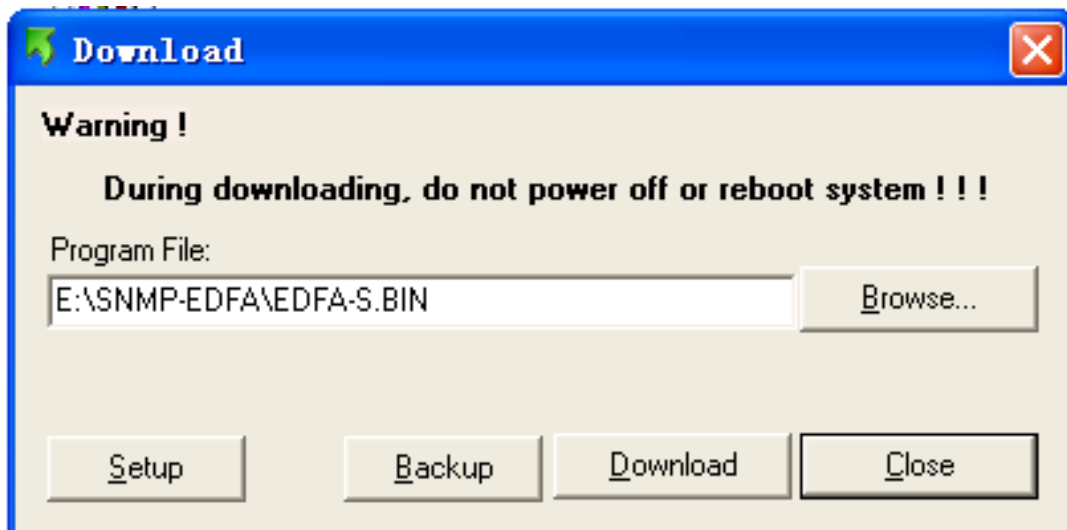 Download
Warning !
During downloading, do not power off or reboot system ! ! !
Program File:
E:\SNMP-EDFA\EDFA-S.BIN
Browse...
Setup
Backup
Download
Close